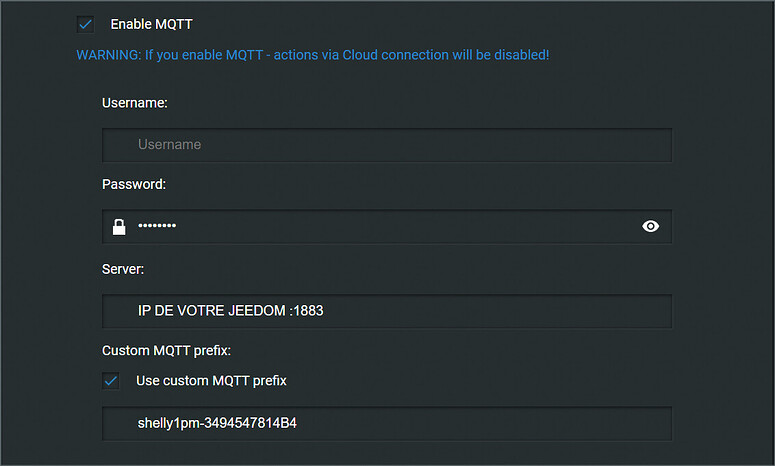 Enable MQTT
WARNING: If you enable MQTT - actions via Cloud connection will be disabled!
Username:
Username
Password:
••••••••
Server:
IP DE VOTRE JEEDOM :1883
Custom MQTT prefix:
Use custom MQTT prefix
shelly1pm-3494547814B4